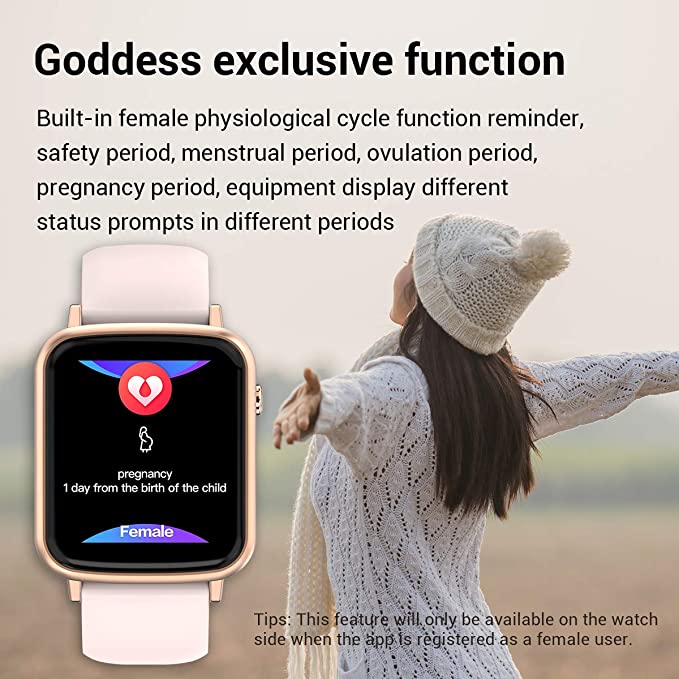 Goddess exclusive function
Built-in female physiological cycle function reminder,
safety period, menstrual period, ovulation period,
pregnancy period, equipment display different
status prompts in different periods
pregnancy
1 day from the birth of the child
Female
Tips: This feature will only be available on the watch
side when the app is registered as a female user.